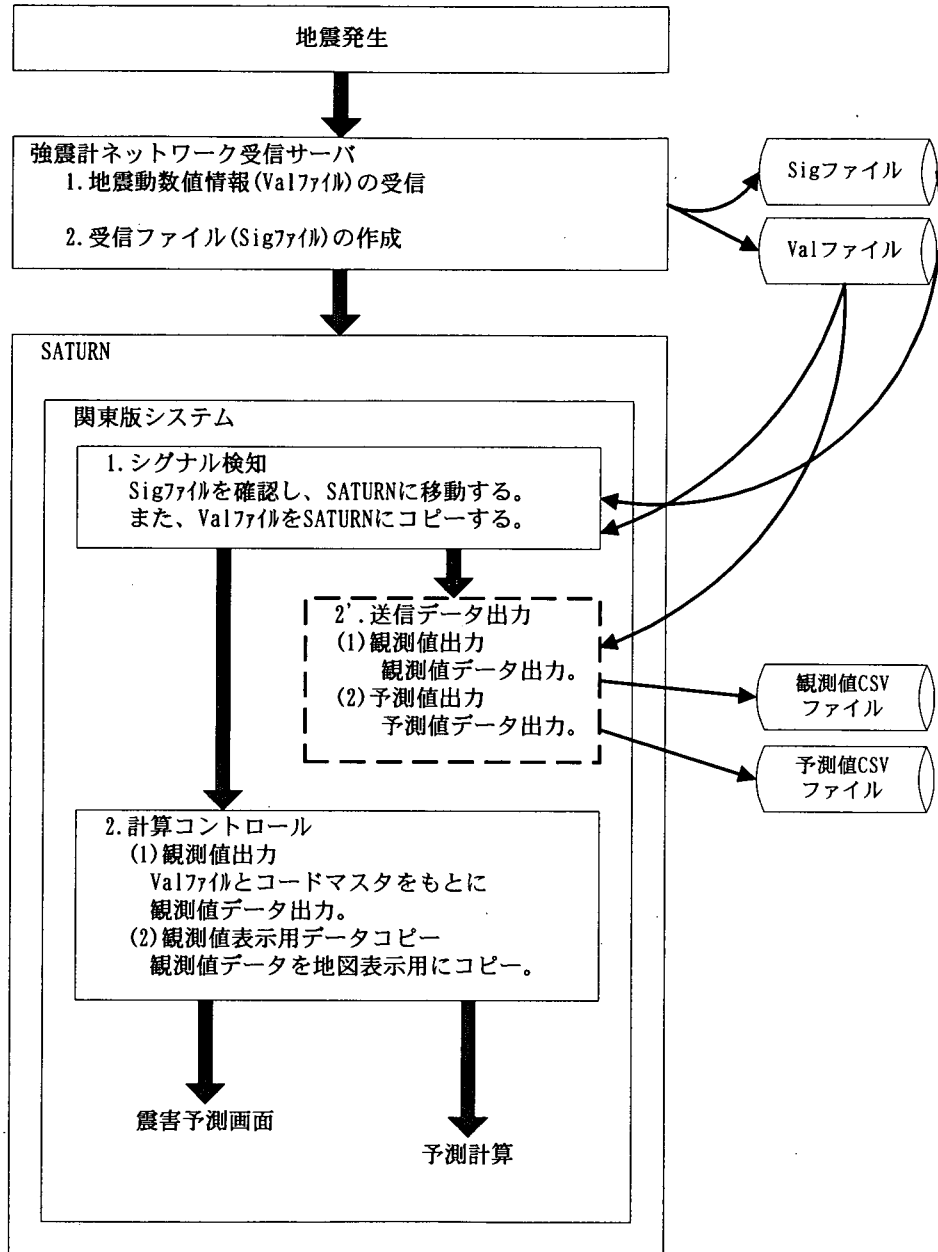 地震発生
強震計ネットワーク受信サーバ
1.地震動数値情報(Valﾌｧｲﾙ)の受信
2.受信ファイル(Sigﾌｧｲﾙ)の作成
Sigファイル
Valファイル
SATURN
関東版システム
1.シグナル検知
Sigﾌｧｲﾙを確認し、SATURNに移動する。
また、ValﾌｧｲﾙをSATURNにコピーする。
2'.送信データ出力
(1)観測値出力
観測値データ出力。
(2)予測値出力
予測値データ出力。
観測値CSV
ファイル
予測値CSV
ファイル
2.計算コントロール
(1)観測値出力
Valﾌｧｲﾙとコードマスタをもとに
観測値データ出力。
(2)観測値表示用データコピー
観測値データを地図表示用にコピー。
震害予測画面
予測計算